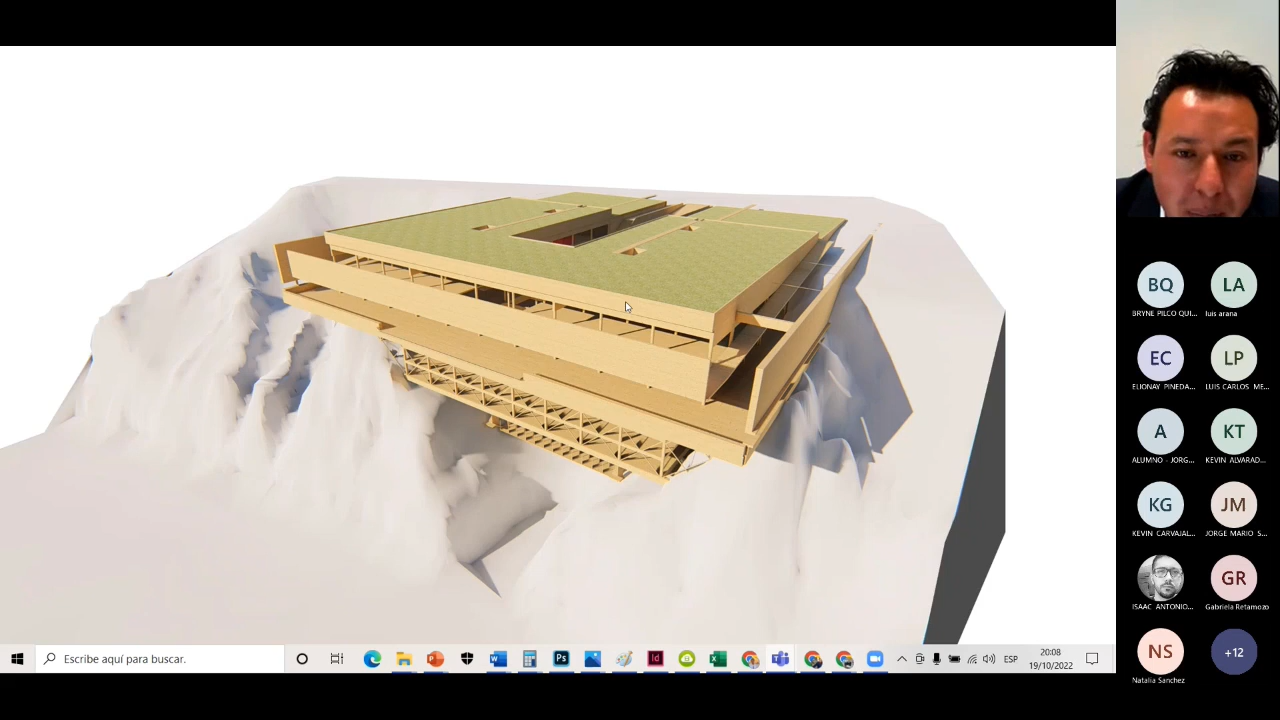 BQ
LA
BRYNE PILCO QUI...
luis arana
EC
LP
ELIONAY PINEDA...
LUIS CARLOS ME...
A
KT
ALUMNO - JORG...
KEVIN ALVARAD...
KG
JM
KEVIN CARVAJAL...
JORGE MARIO S...
GR
ISAAC ANTONIO...
Gabriela Retamozo
NS
+12
Natalia Sanchez
Escribe aquí para buscar.
ESP
20:08
19/10/2022